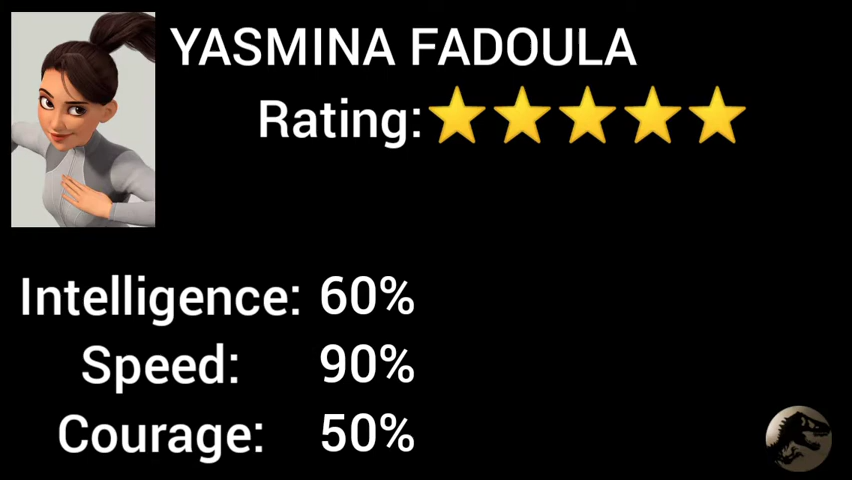 YASMINA FADOULA
Rating: ⭐⭐⭐⭐⭐
Intelligence: 60%
Speed: 90%
Courage: 50%